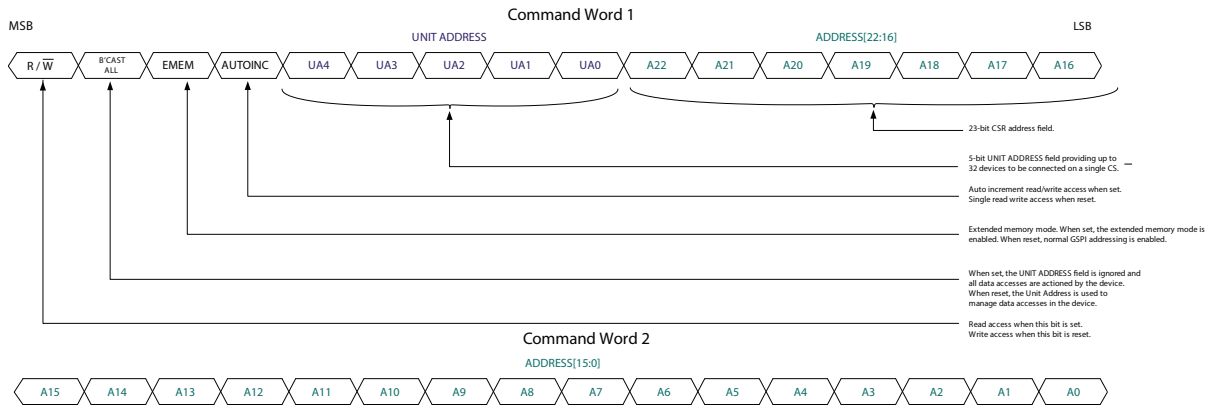 Command Word 1
MSB
LSB
UNIT ADDRESS
ADDRESS[22:16]
R / W B'CAST ALL EMEM AUTOINC UA4 UA3 UA2 UA1 UA0 A22 A21 A20 A19 A18 A17 A16
23-bit CSR address field.
5-bit UNIT ADDRESS field providing up to
32 devices to be connected on a single CS.
Auto increment read/write access when set.
Single read write access when reset.
Extended memory mode. When set, the extended memory mode is
enabled. When reset, normal GSPI addressing is enabled.
When set, the UNIT ADDRESS field is ignored and
all data accesses are actioned by the device.
When reset, the Unit Address is used to
manage data accesses in the device.
Read access when this bit is set.
Write access when this bit is reset.
Command Word 2
ADDRESS[15:0]
A15 A14 A13 A12 A11 A10 A9 A8 A7 A6 A5 A4 A3 A2 A1 A0